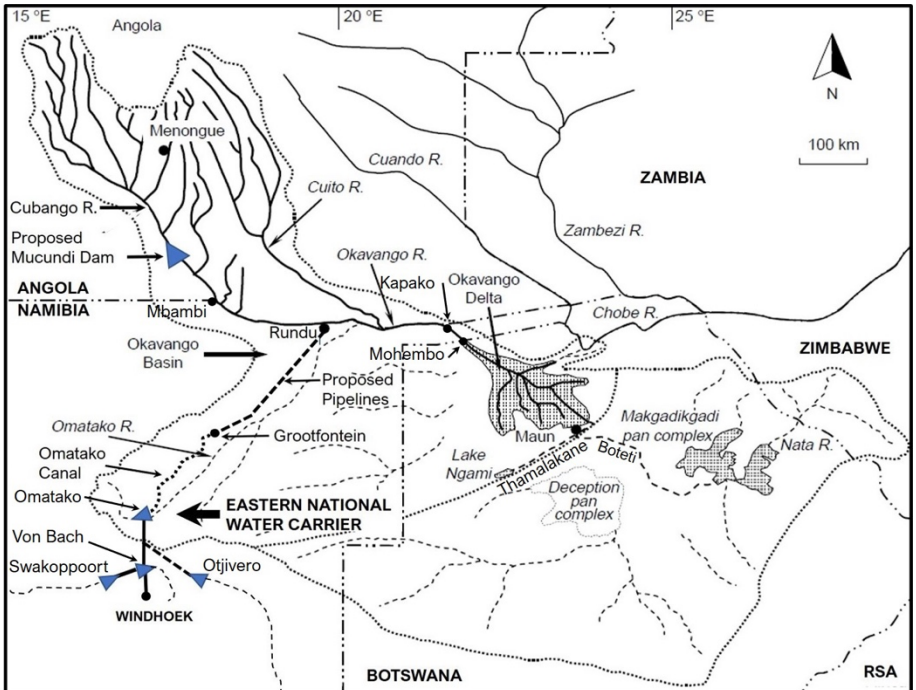 15 °E
20 °E
25 °E
Angola
N
100 km
Menongue
Cuando R.
ZAMBIA
Cuito R.
Cubango R.
Zambezi R.
Proposed
Mucundi Dam
Okavango R.
Kapako
Okavango
Delta
ANGOLA
NAMIBIA
Mbambi
Chobe R.
Rundu
Mohembo
ZIMBABWE
Okavango
Basin
Proposed
Pipelines
Makgadikgadi
pan complex
Omatako R.
Grootfontein
Maun
Nata R.
Omatako
Canal
Lake
Ngami
Thamalakane
Boteti
Deception
pan
complex
Omatako
EASTERN NATIONAL
WATER CARRIER
Von Bach
Swakoppoort
Otjivero
WINDHOEK
BOTSWANA
RSA